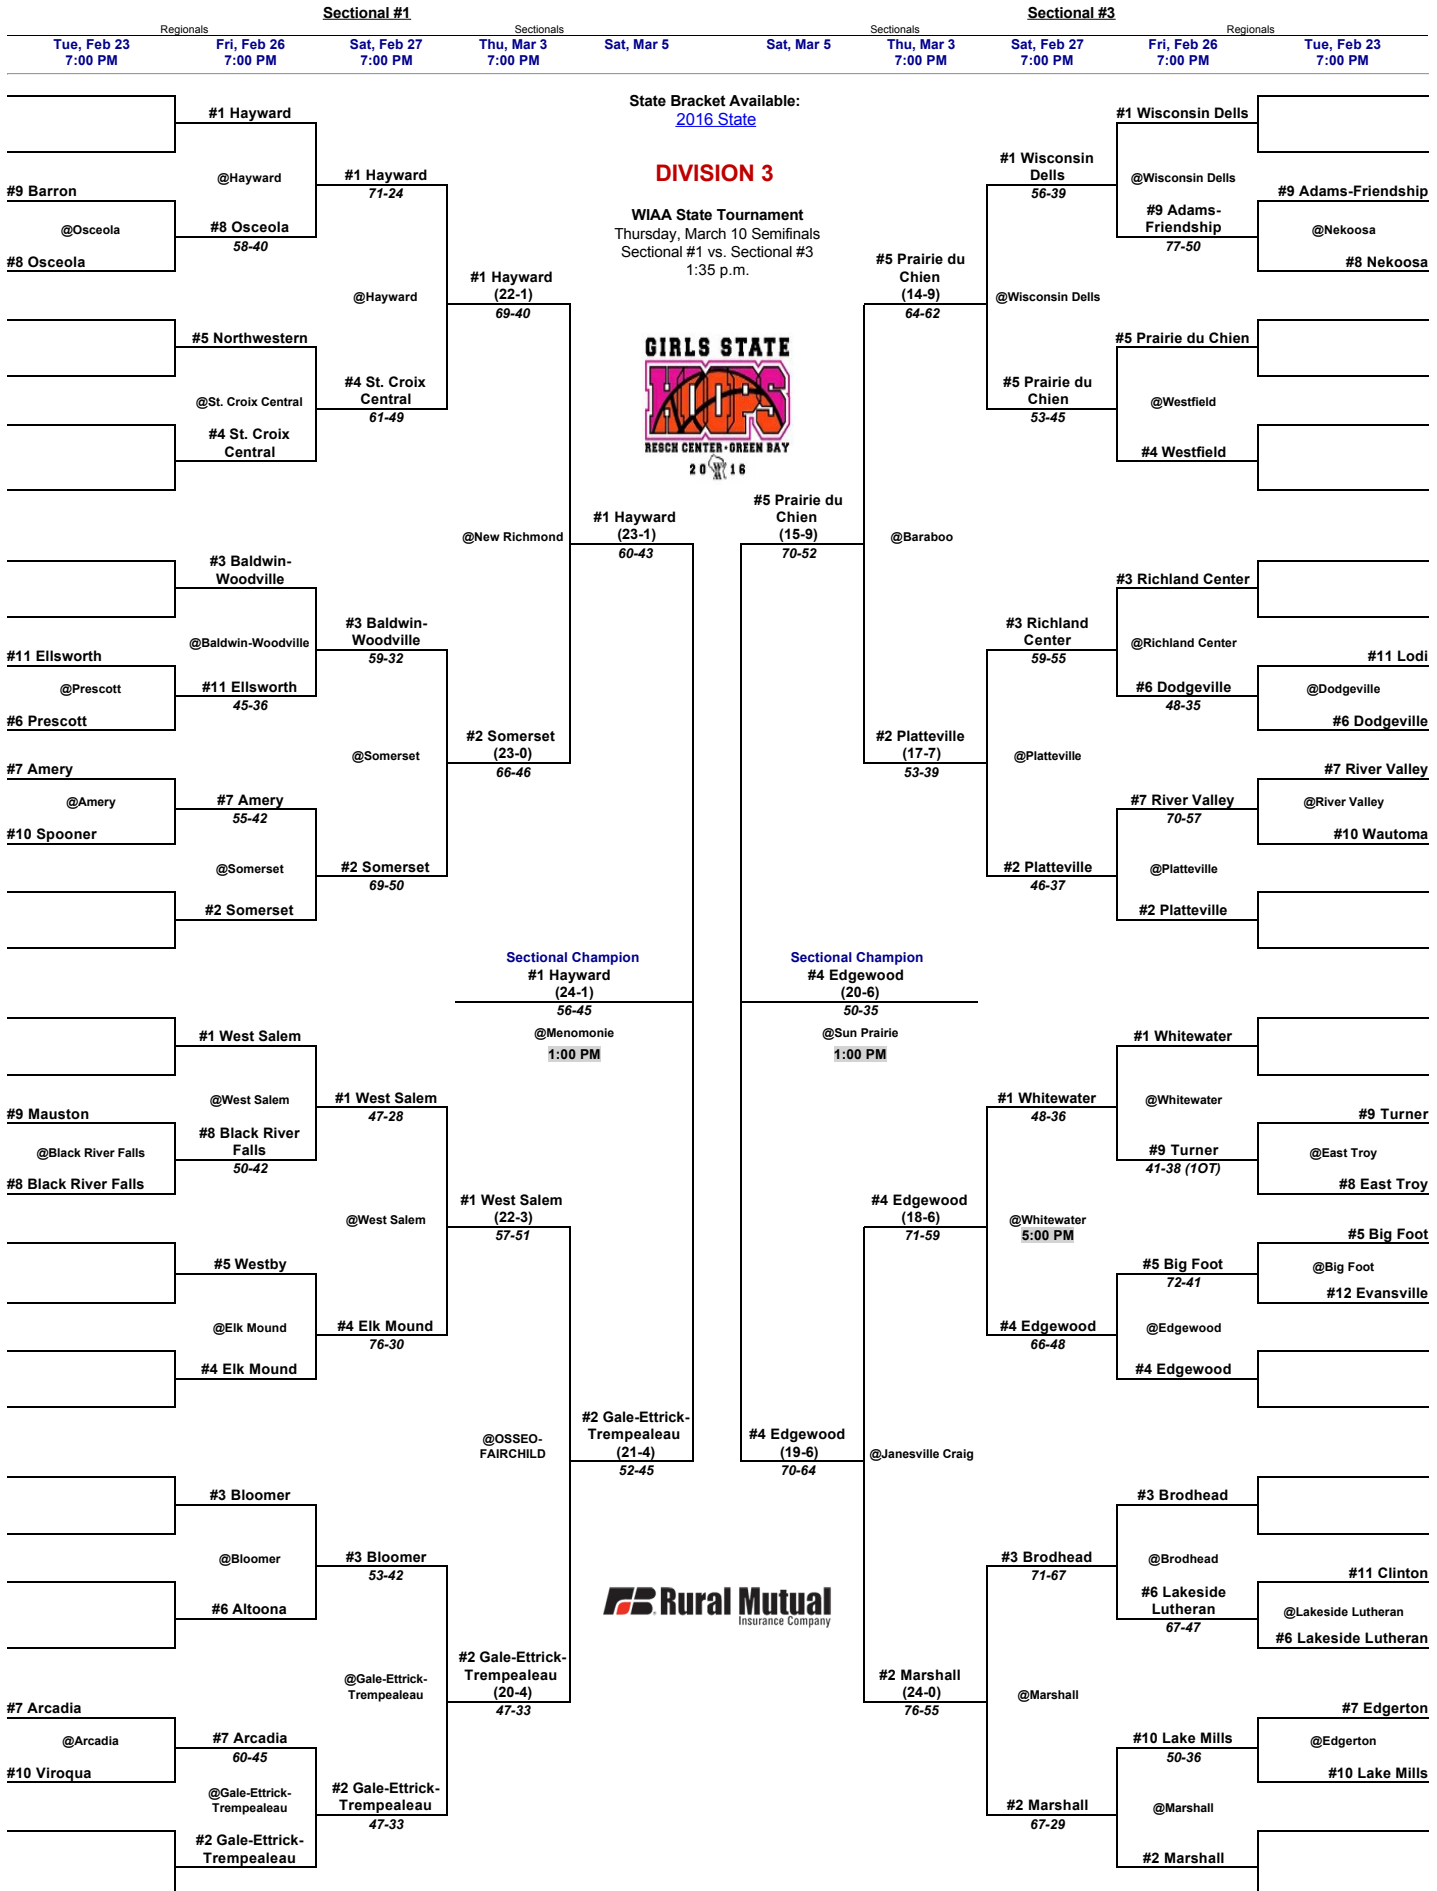 Sectional #1
Sectional #3
Regionals
Sectionals
Sectionals
Regionals
Tue, Feb 23
7:00 PM
Fri, Feb 26
7:00 PM
Sat, Feb 27
7:00 PM
Thu, Mar 3
7:00 PM
Sat, Mar 5
Sat, Mar 5
Thu, Mar 3
7:00 PM
Sat, Feb 27
7:00 PM
Fri, Feb 26
7:00 PM
Tue, Feb 23
7:00 PM
State Bracket Available:
2016 State
DIVISION 3
WIAA State Tournament
Thursday, March 10 Semifinals
Sectional #1 vs. Sectional #3
1:35 p.m.
GIRLS STATE
HOOPS
RESCH CENTER · GREEN BAY
2016
#9 Barron
@Osceola
#8 Osceola
#11 Ellsworth
@Prescott
#6 Prescott
#7 Amery
@Amery
#10 Spooner
#9 Mauston
@Black River Falls
#8 Black River Falls
#7 Arcadia
@Arcadia
#10 Viroqua
#1 Hayward
@Hayward
#8 Osceola
58-40
#5 Northwestern
@St. Croix Central
#4 St. Croix
Central
#3 Baldwin-
Woodville
@Baldwin-Woodville
#11 Ellsworth
45-36
#7 Amery
55-42
@Somerset
#2 Somerset
#1 West Salem
@West Salem
#8 Black River
Falls
50-42
#5 Westby
@Elk Mound
#4 Elk Mound
#3 Bloomer
@Bloomer
#6 Altoona
#7 Arcadia
60-45
@Gale-Ettrick-
Trempealeau
#2 Gale-Ettrick-
Trempealeau
#1 Hayward
71-24
@Hayward
#4 St. Croix
Central
61-49
#3 Baldwin-
Woodville
59-32
@Somerset
#2 Somerset
69-50
#1 West Salem
47-28
@West Salem
#4 Elk Mound
76-30
#3 Bloomer
53-42
@Gale-Ettrick-
Trempealeau
#2 Gale-Ettrick-
Trempealeau
47-33
#1 Hayward
(22-1)
69-40
@New Richmond
#2 Somerset
(23-0)
66-46
#1 West Salem
(22-3)
57-51
@OSSEO-
FAIRCHILD
#2 Gale-Ettrick-
Trempealeau
(20-4)
47-33
#1 Hayward
(23-1)
60-43
Sectional Champion
#1 Hayward
(24-1)
56-45
@Menomonie
1:00 PM
#2 Gale-Ettrick-
Trempealeau
(21-4)
52-45
#5 Prairie du
Chien
(15-9)
70-52
Sectional Champion
#4 Edgewood
(20-6)
50-35
@Sun Prairie
1:00 PM
#4 Edgewood
(19-6)
70-64
Rural Mutual
Insurance Company
#5 Prairie du
Chien
(14-9)
64-62
@Baraboo
#2 Platteville
(17-7)
53-39
#4 Edgewood
(18-6)
71-59
@Janesville Craig
#2 Marshall
(24-0)
76-55
#1 Wisconsin
Dells
56-39
@Wisconsin Dells
#5 Prairie du
Chien
53-45
#3 Richland
Center
59-55
@Platteville
#2 Platteville
46-37
#1 Whitewater
48-36
@Whitewater
5:00 PM
#4 Edgewood
66-48
#3 Brodhead
71-67
@Marshall
#2 Marshall
67-29
#1 Wisconsin Dells
@Wisconsin Dells
#9 Adams-
Friendship
77-50
#5 Prairie du Chien
@Westfield
#4 Westfield
#3 Richland Center
@Richland Center
#6 Dodgeville
48-35
#7 River Valley
70-57
@Platteville
#2 Platteville
#1 Whitewater
@Whitewater
#9 Turner
41-38 (1OT)
#5 Big Foot
72-41
@Edgewood
#4 Edgewood
#3 Brodhead
@Brodhead
#6 Lakeside
Lutheran
67-47
#10 Lake Mills
50-36
@Marshall
#2 Marshall
#9 Adams-Friendship
@Nekoosa
#8 Nekoosa
#11 Lodi
@Dodgeville
#6 Dodgeville
#7 River Valley
@River Valley
#10 Wautoma
#9 Turner
@East Troy
#8 East Troy
#5 Big Foot
@Big Foot
#12 Evansville
#11 Clinton
@Lakeside Lutheran
#6 Lakeside Lutheran
#7 Edgerton
@Edgerton
#10 Lake Mills